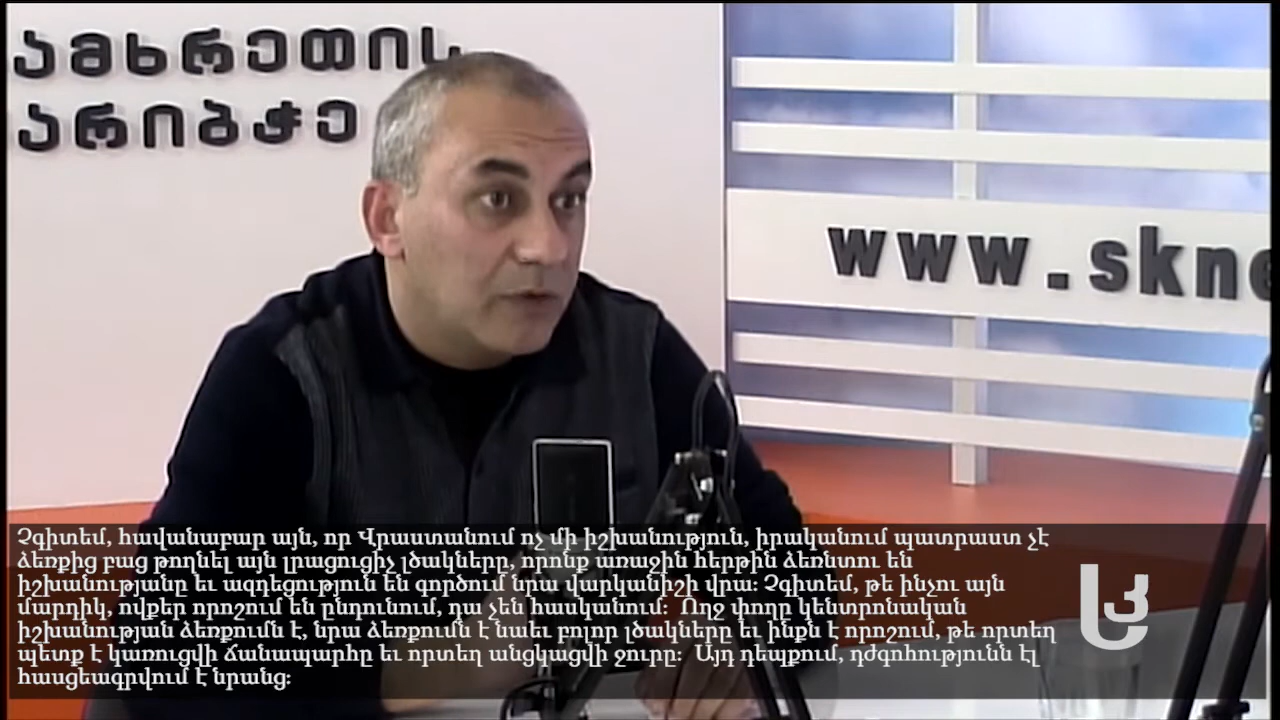 ამხრეთის
არიბჭე
www.skne
Չգիտեմ, հավանաբար այն, որ Վրաստանում ոչ մի իշխանություն, իրականում պատրաստ չէ
ձեռքից բաց թողնել այն լրացուցիչ լծակները, որոնք առաջին հերթին ձեռնտու են
իշխանությանը եւ ազդեցություն են գործում նրա վարկանիշի վրա: Չգիտեմ, թե ինչու այն
մարդիկ, ովքեր որոշում են ընդունում, դա չեն հասկանում:  Ողջ փողը կենտրոնական
իշխանության ձեռքումն է, նրա ձեռքումն է նաեւ բոլոր լծակները եւ ինքն է որոշում, թե որտեղ
պետք է կառուցվի ճանապարհը եւ որտեղ անցկացվի ջուրը:  Այդ դեպքում, դժգոհությունն էլ
հասցեագրվում է նրանց: